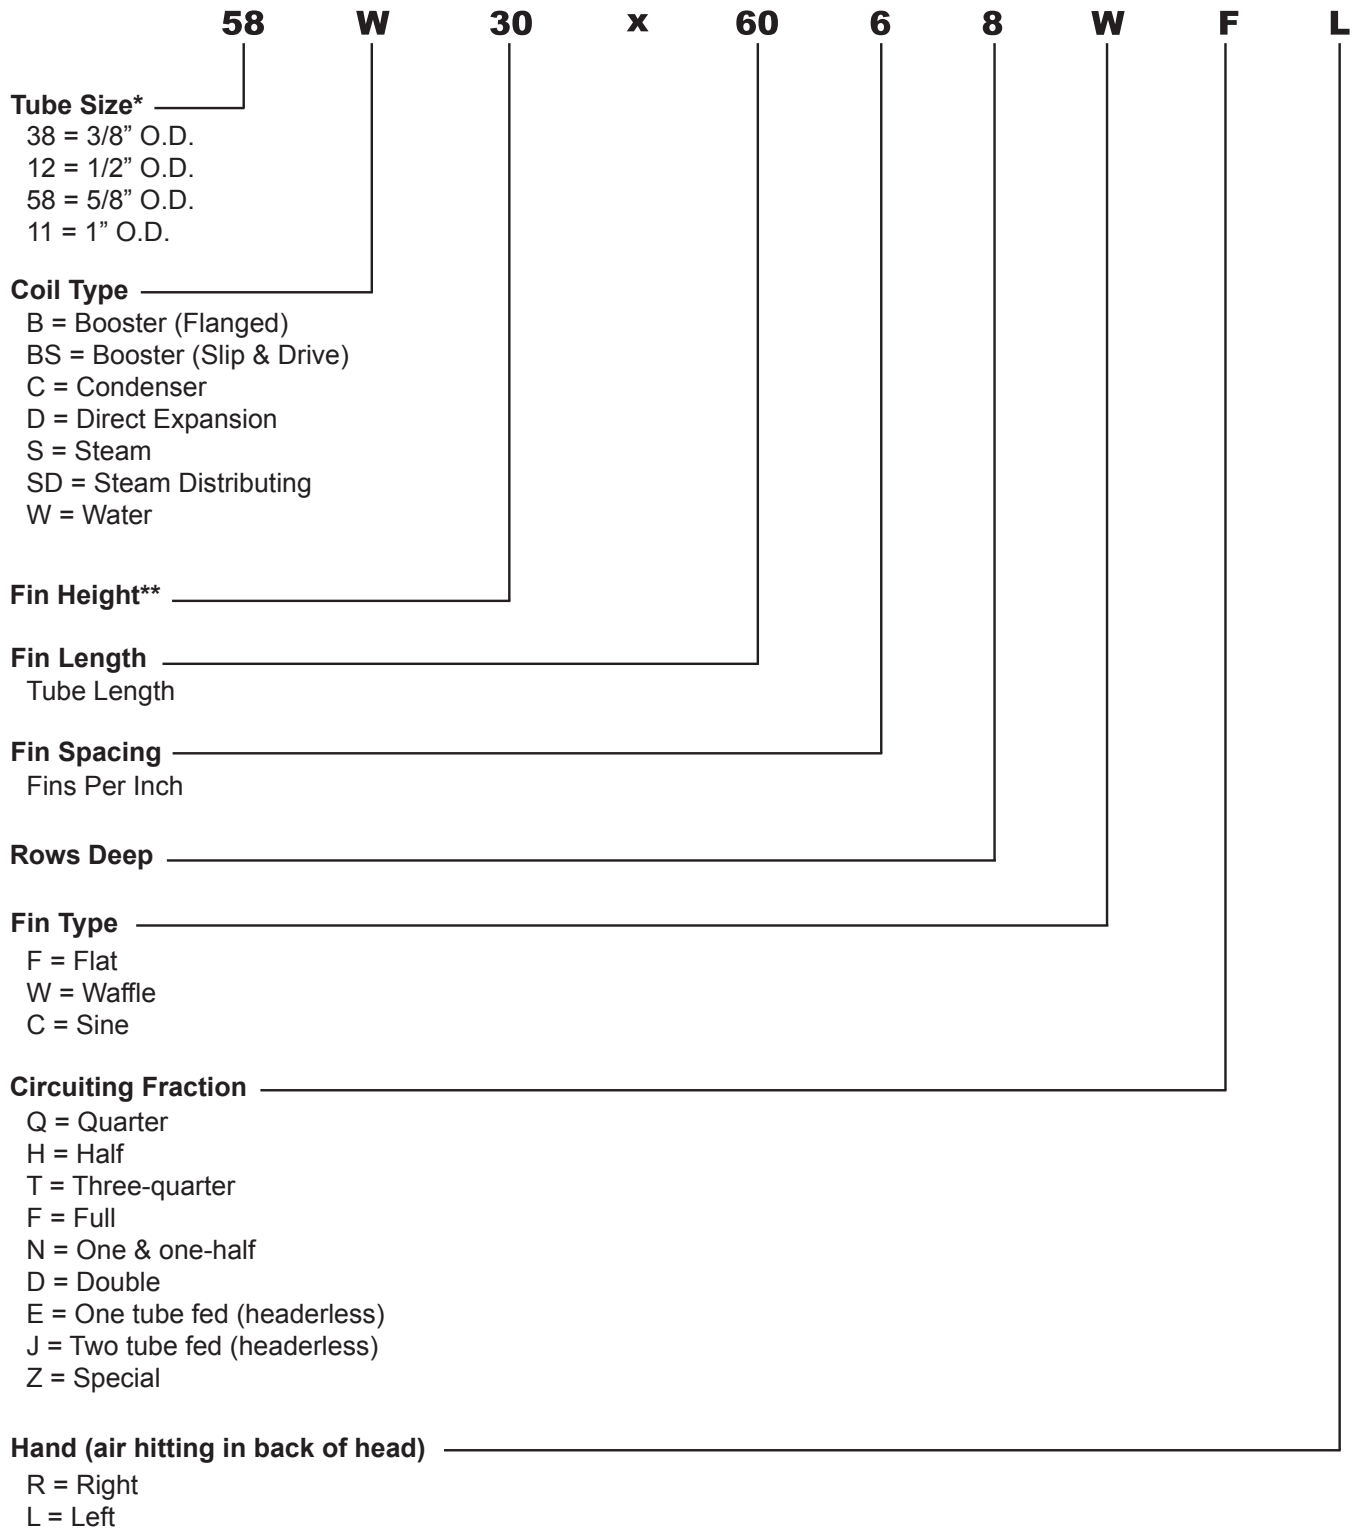 58 W 30 x 60 6 8 W F L
Tube Size*
38 = 3/8” O.D.
12 = 1/2” O.D.
58 = 5/8” O.D.
11 = 1” O.D.
Coil Type
B = Booster (Flanged)
BS = Booster (Slip & Drive)
C = Condenser
D = Direct Expansion
S = Steam
SD = Steam Distributing
W = Water
Fin Height**
Fin Length
Tube Length
Fin Spacing
Fins Per Inch
Rows Deep
Fin Type
F = Flat
W = Waffle
C = Sine
Circuiting Fraction
Q = Quarter
H = Half
T = Three-quarter
F = Full
N = One & one-half
D = Double
E = One tube fed (headerless)
J = Two tube fed (headerless)
Z = Special
Hand (air hitting in back of head)
R = Right
L = Left